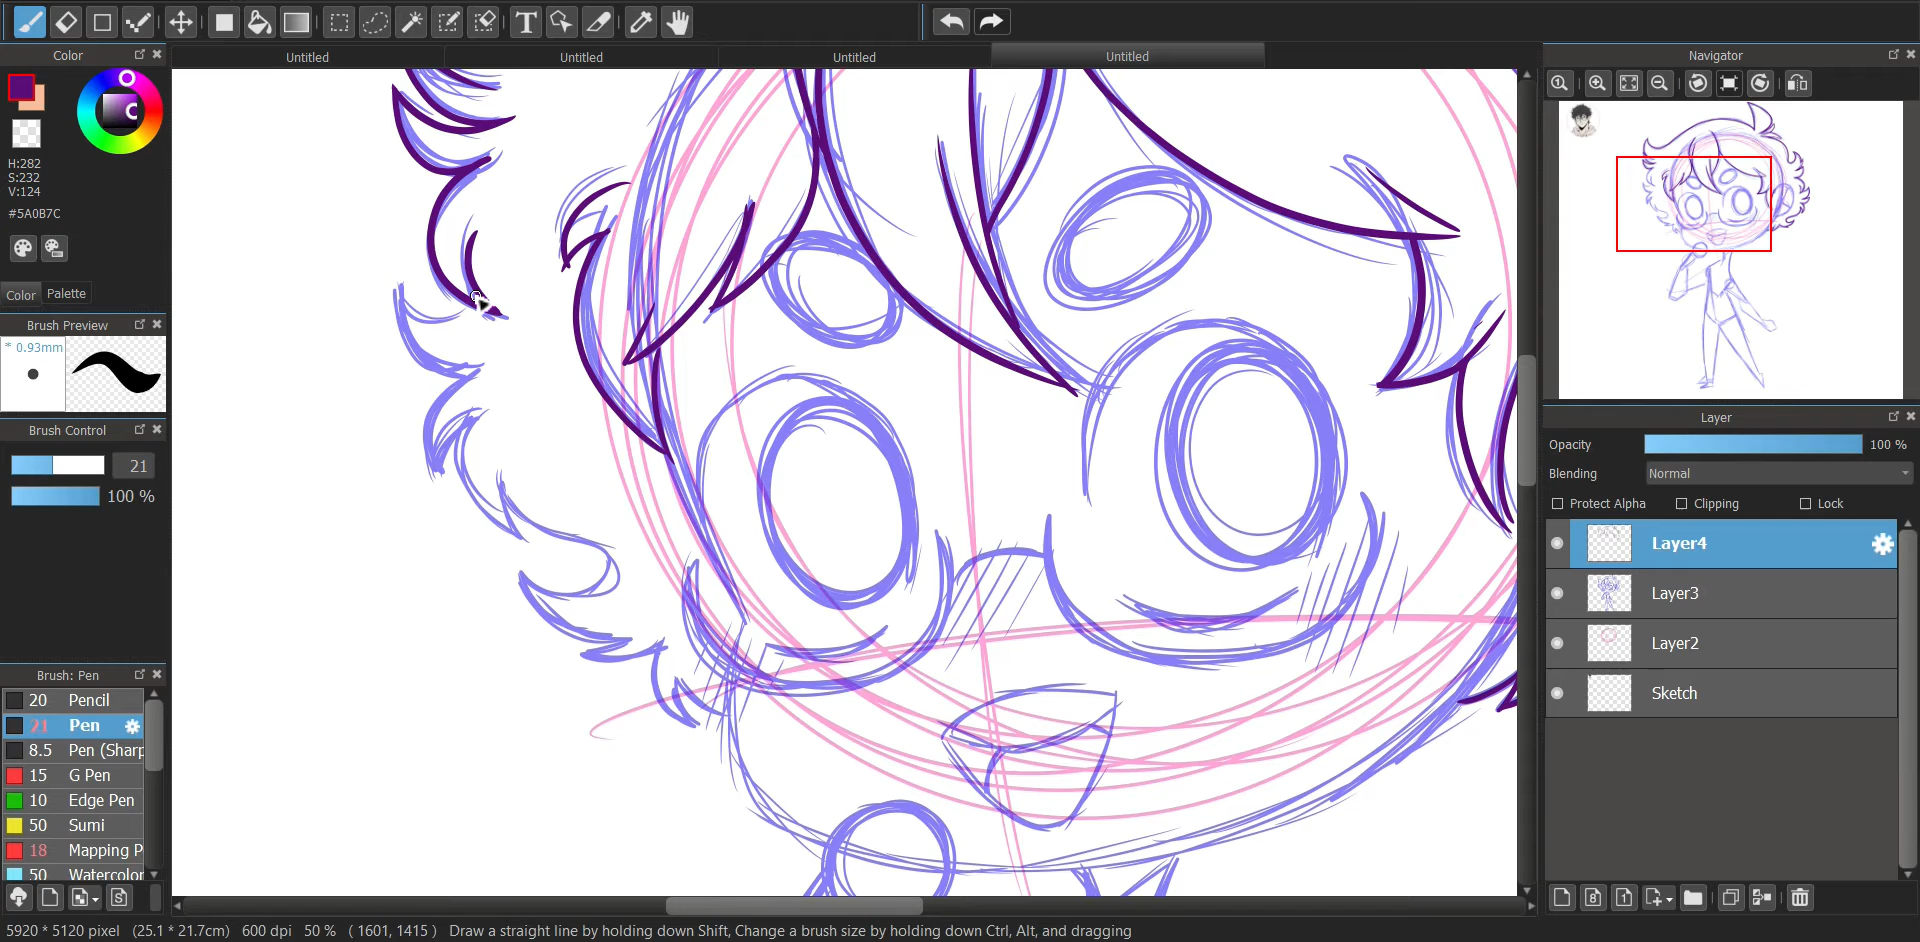 T
Color
Untitled
Untitled
Untitled
Untitled
Navigator
H:282
S:232
V:124
#5A0B7C
Color
Palette
Brush Preview
* 0.93mm
Brush Control
21
100 %
Brush: Pen
20 Pencil
21 Pen
8.5 Pen (Sharp
15 G Pen
10 Edge Pen
50 Sumi
18 Mapping P
50 Watercolor
S
1
Layer
Opacity
100 %
Blending
Normal
Protect Alpha
Clipping
Lock
Layer4
Layer3
Layer2
Sketch
8
1
5920 * 5120 pixel (25.1 * 21.7cm) 600 dpi 50 % ( 1601, 1415 ) Draw a straight line by holding down Shift, Change a brush size by holding down Ctrl, Alt, and dragging